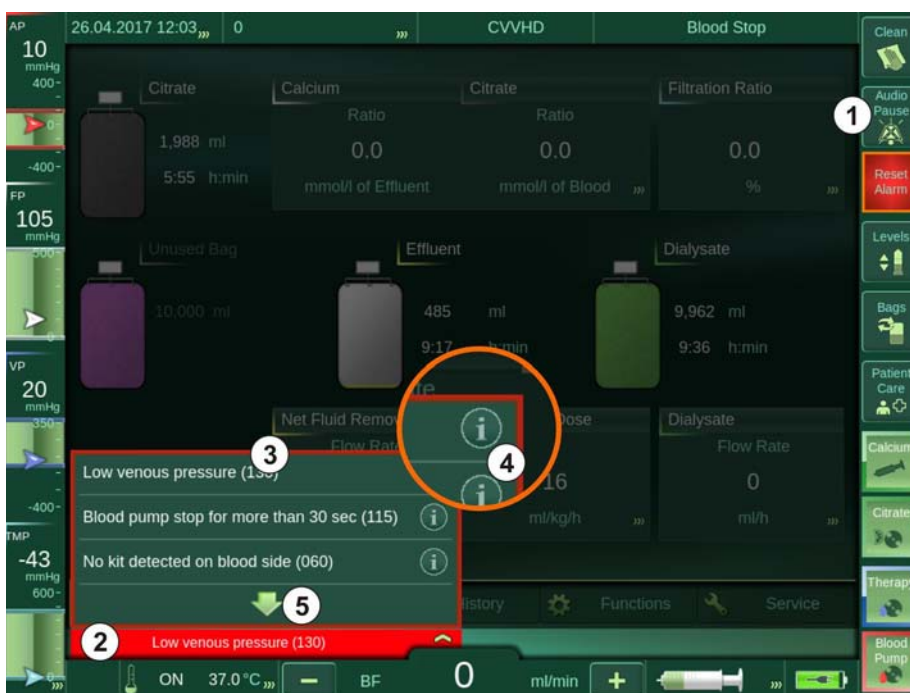 AP
10
mmHg
400-
0-
-400-
FP
105
mmHg
500-
0-
VP
20
mmHg
350-
-400-
TMP
-43
mmHg
600-
0-
26.04.2017 12:03 0 CVVHD Blood Stop
Citrate
1,988 ml
5:55 h:min
Calcium
Ratio
0.0
mmol/l of Effluent
Citrate
Ratio
0.0
mmol/l of Blood
Filtration Ratio
0.0
%
Unused Bag
10,000 ml
Effluent
485 ml
9:17 h:min
Dialysate
9,962 ml
9:36 h:min
Net Fluid Remov
Flow Rat
Dose
16
ml/kg/h
Dialysate
Flow Rate
0
ml/h
3
4
Low venous pressure (130)
Blood pump stop for more than 30 sec (115)
No kit detected on blood side (060)
5
2
Low venous pressure (130)
History Functions Service
ON 37.0 °C BF 0 ml/min
Clean
1
Audio
Pause
Reset
Alarm
Levels
Bags
Patient
Care
Calcium
Citrate
Therapy
Blood
Pump